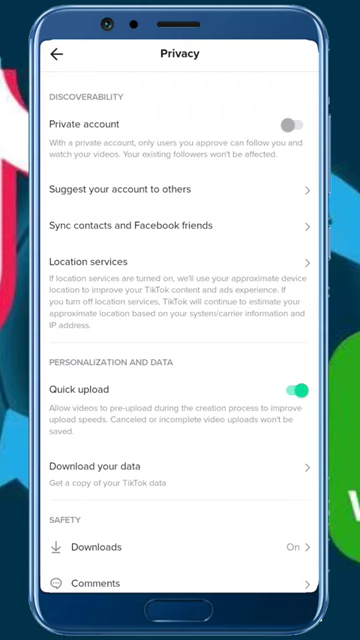 Privacy
DISCOVERABILITY
Private account
With a private account, only users you approve can follow you and
watch your videos. Your existing followers won't be affected.
Suggest your account to others
Sync contacts and Facebook friends
Location services
If location services are turned on, we'll use your approximate device
location to improve your TikTok content and ads experience. If
you turn off location services, TikTok will continue to estimate your
approximate location based on your system/carrier information and
IP address.
PERSONALIZATION AND DATA
Quick upload
Allow videos to pre-upload during the creation process to improve
upload speeds. Canceled or incomplete video uploads won't be
saved.
Download your data
Get a copy of your TikTok data
SAFETY
Downloads On
Comments